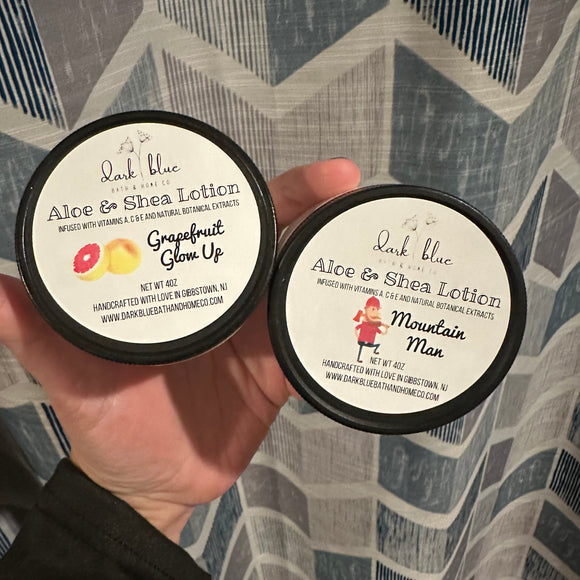 dark blue
BATH & HOME CO.
Aloe & Shea Lotion
INFUSED WITH VITAMINS A, C & E AND NATURAL BOTANICAL EXTRACTS
Grapefruit
Glow Up
NET WT 4OZ
HANDCRAFTED WITH LOVE IN GIBBSTOWN, NJ
WWW.DARKBLUEBATHANDHOMECO.COM
dark blue
BATH & HOME CO.
Aloe & Shea Lotion
INFUSED WITH VITAMINS A, C & E AND NATURAL BOTANICAL EXTRACTS
Mountain
Man
NET WT 4OZ
HANDCRAFTED WITH LOVE IN GIBBSTOWN, NJ
WWW.DARKBLUEBATHANDHOMECO.COM